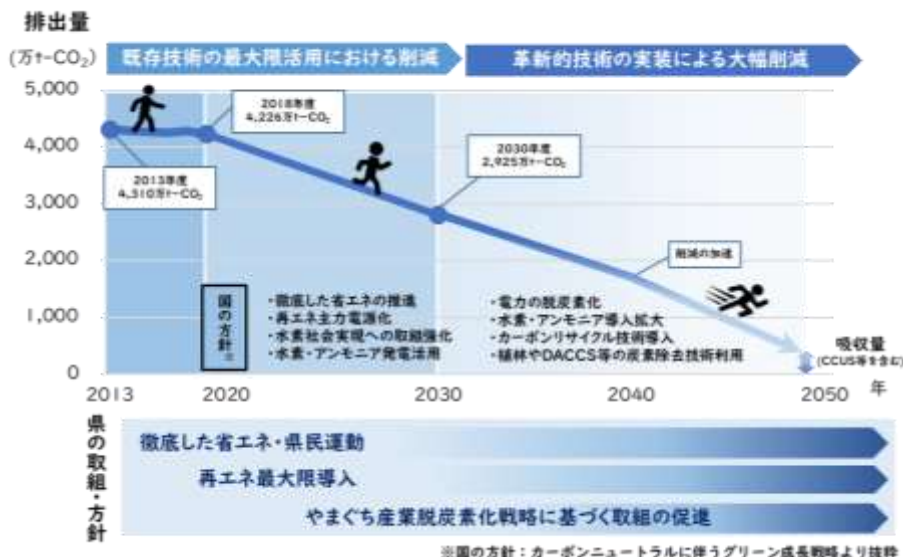 排出量
(万t-CO₂)
既存技術の最大限活用における削減
革新的技術の実装による大幅削減
5,000
4,000
3,000
2,000
1,000
0
2018年度
4,226万t-CO₂
2013年度
4,310万t-CO₂
2030年度
2,925万t-CO₂
削減の加速
国の方針※
・徹底した省エネの推進
・再エネ主力電源化
・水素社会実現への取組強化
・水素・アンモニア発電活用
・電力の脱炭素化
・水素・アンモニア導入拡大
・カーボンリサイクル技術導入
・植林やDACCS等の炭素除去技術利用
吸収量
(CCUS等を含む)
2013
2020
2030
2040
2050
年
県の取組・方針
徹底した省エネ・県民運動
再エネ最大限導入
やまぐち産業脱炭素化戦略に基づく取組の促進
※国の方針：カーボンニュートラルに伴うグリーン成長戦略より抜粋